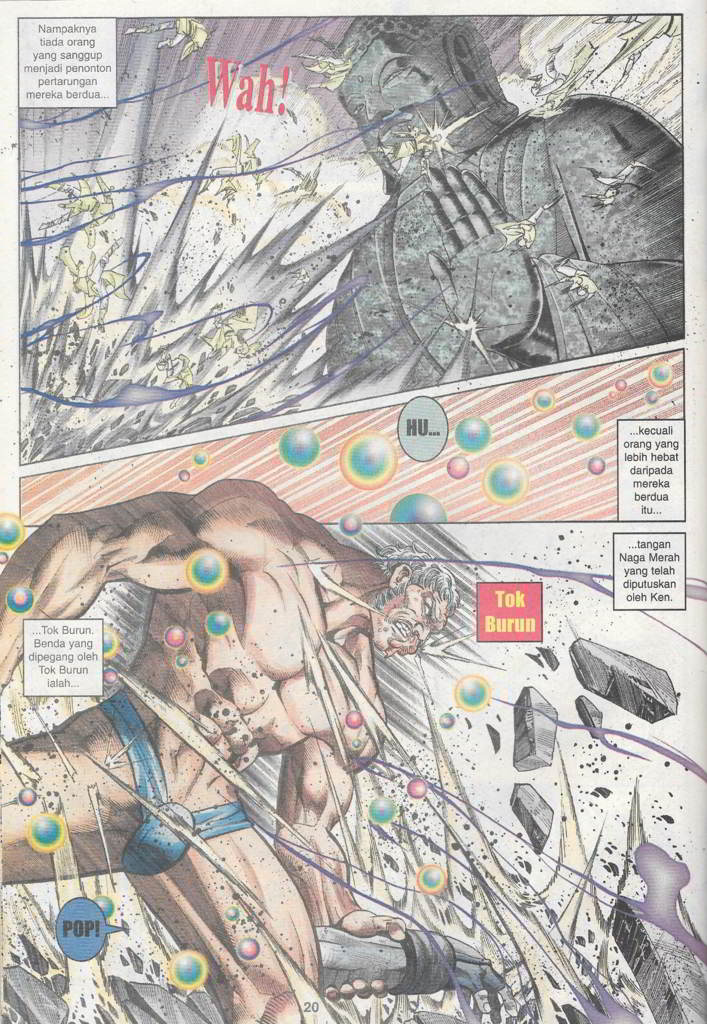 Nampaknya
tiada orang
yang sanggup
menjadi penonton
pertarungan
mereka berdua...
Wah!
HU...
...kecuali
orang yang
lebih hebat
daripada
mereka
berdua
itu...
...tangan
Naga Merah
yang telah
diputuskan
oleh Ken.
Tok
Burun
...Tok Burun.
Benda yang
dipegang oleh
Tok Burun
ialah...
POP!
20